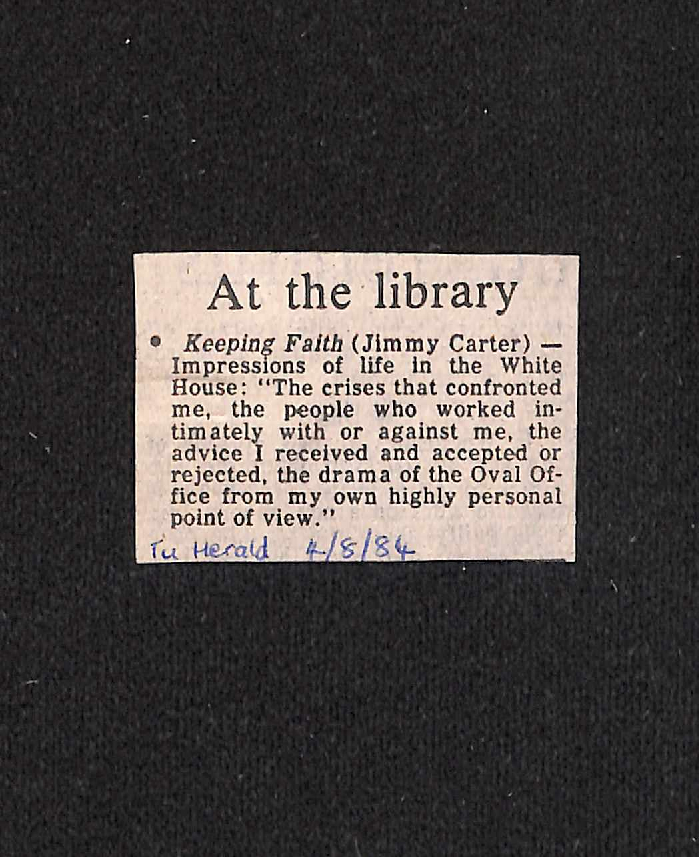 At the library
• Keeping Faith (Jimmy Carter) —
Impressions of life in the White
House: “The crises that confronted
me, the people who worked in-
timately with or against me, the
advice I received and accepted or
rejected, the drama of the Oval Of-
fice from my own highly personal
point of view.”
Tu Herald 4/8/84